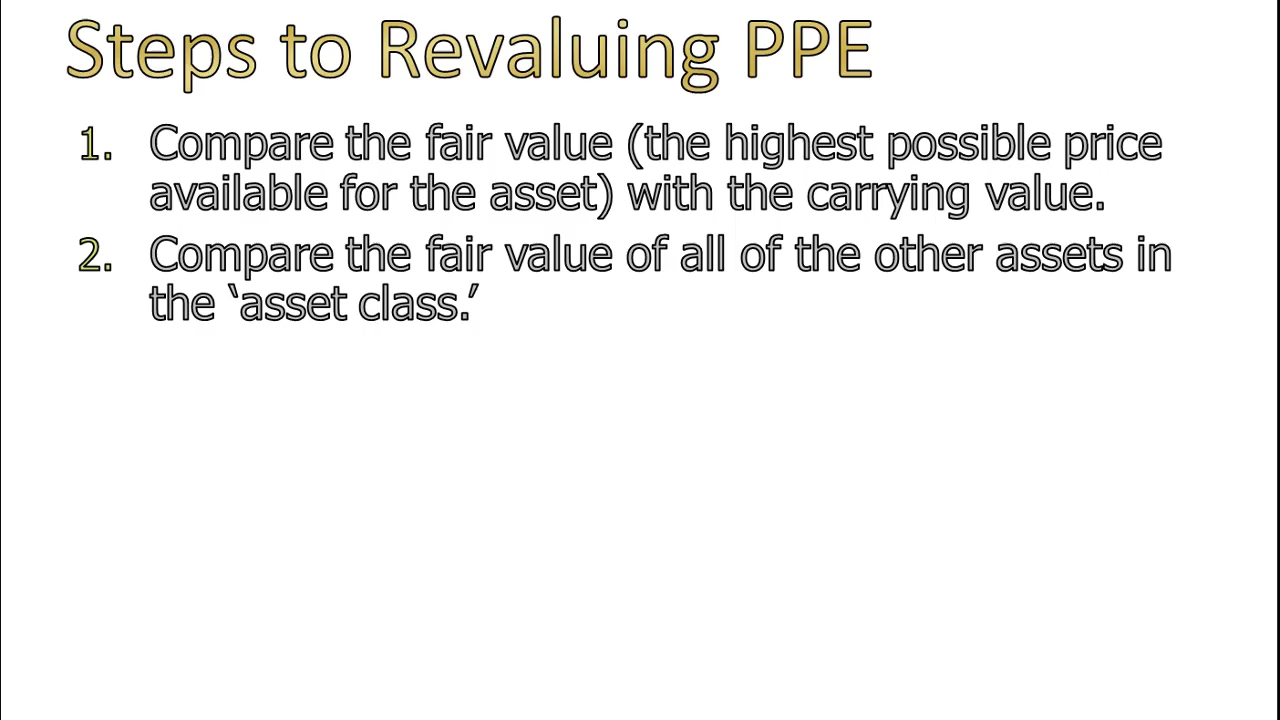 Steps to Revaluing PPE
1. Compare the fair value (the highest possible price
available for the asset) with the carrying value.
2. Compare the fair value of all of the other assets in
the ‘asset class.’